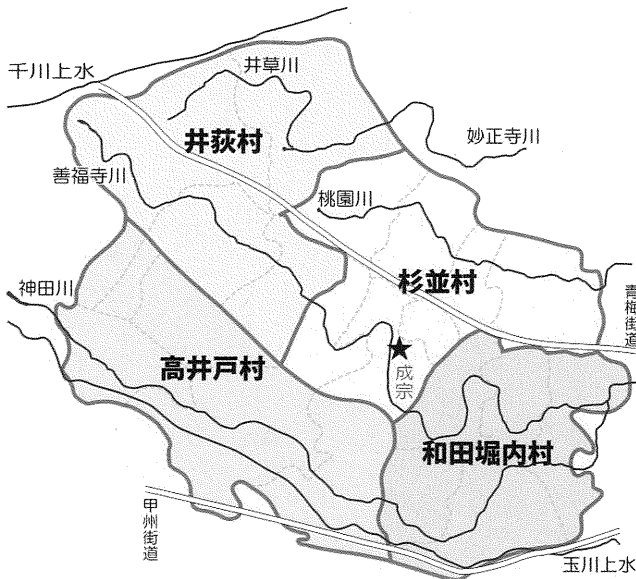 千川上水
井草川
井荻村
妙正寺川
善福寺川
桃園川
神田川
杉並村
青梅街道
成宗
高井戸村
和田堀内村
甲州街道
玉川上水